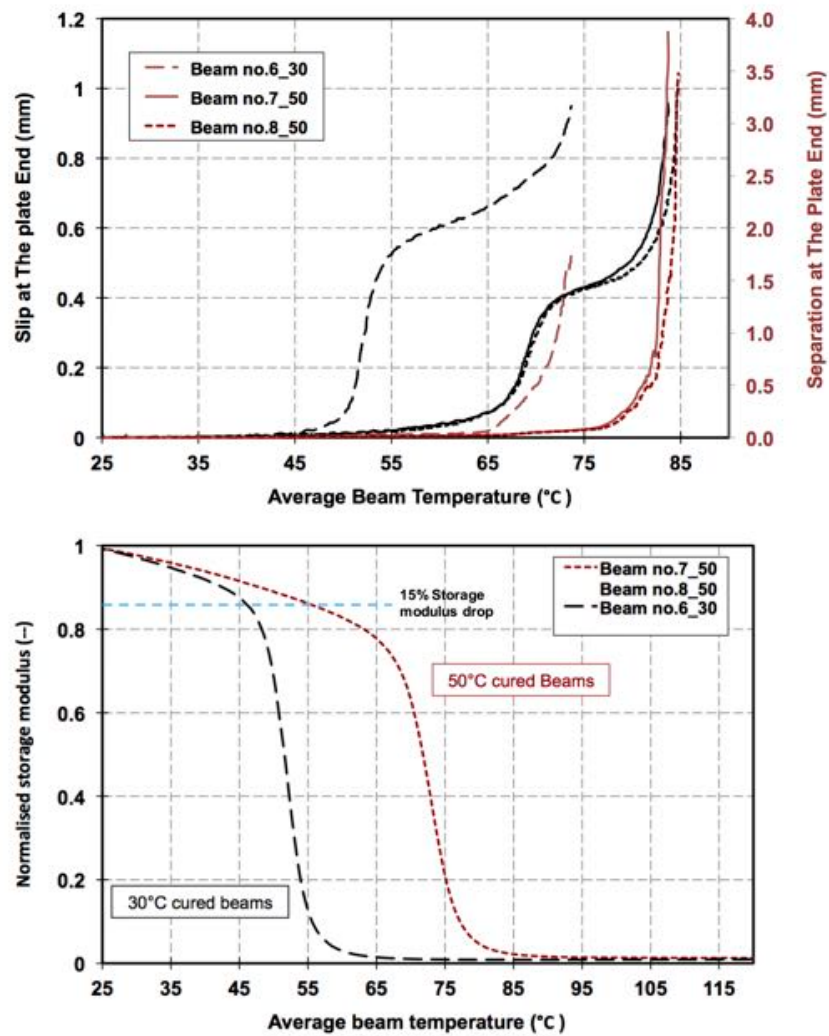 1.2
1
0.8
0.6
0.4
0.2
0
Slip at The plate End (mm)
Beam no.6_30
Beam no.7_50
Beam no.8_50
4.0
3.5
3.0
2.5
2.0
1.5
1.0
0.5
0.0
Separation at The Plate End (mm)
25 35 45 55 65 75 85
Average Beam Temperature (°C)
1
0.8
0.6
0.4
0.2
0
Normalised storage modulus (--)
15% Storage
modulus drop
Beam no.7_50
Beam no.8_50
Beam no.6_30
50°C cured Beams
30°C cured beams
25 35 45 55 65 75 85 95 105 115
Average beam temperature (°C)